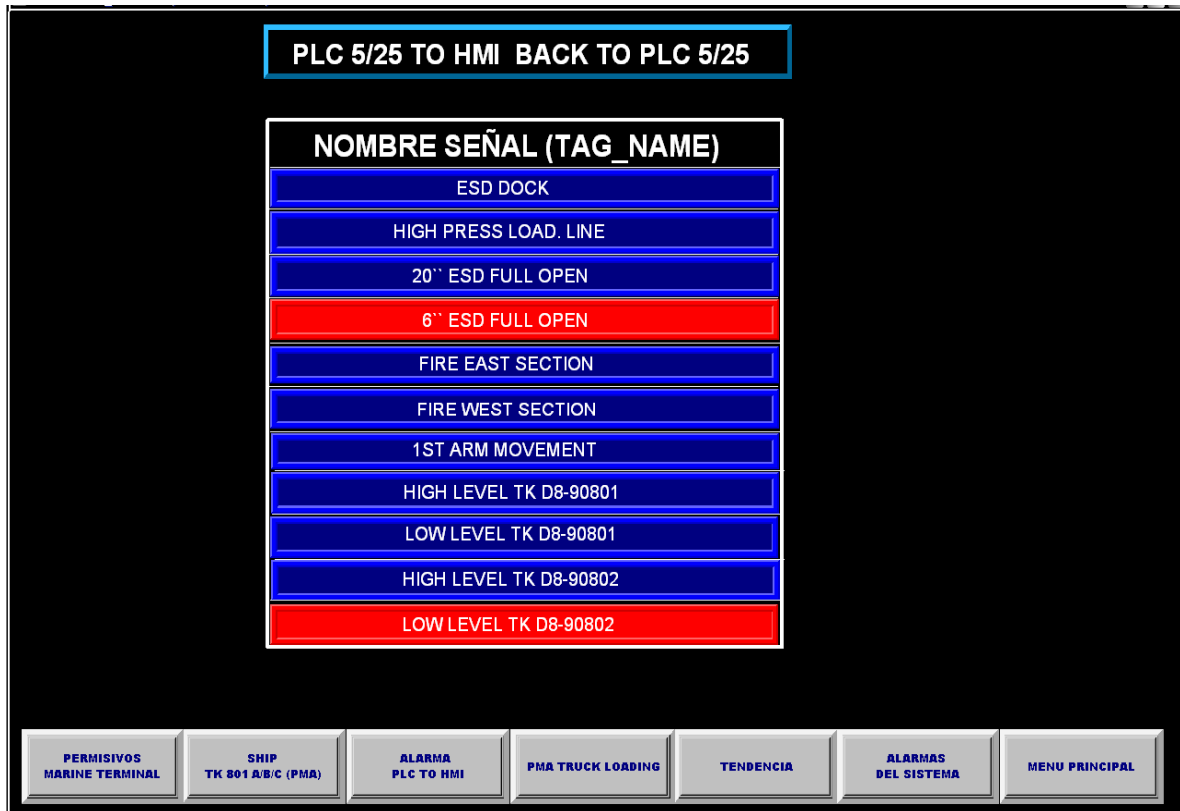 PLC 5/25 TO HMI BACK TO PLC 5/25
NOMBRE SEÑAL (TAG_NAME)
ESD DOCK
HIGH PRESS LOAD. LINE
20`` ESD FULL OPEN
6`` ESD FULL OPEN
FIRE EAST SECTION
FIRE WEST SECTION
1ST ARM MOVEMENT
HIGH LEVEL TK D8-90801
LOW LEVEL TK D8-90801
HIGH LEVEL TK D8-90802
LOW LEVEL TK D8-90802
PERMISIVOS
MARINE TERMINAL
SHIP
TK 801 A/B/C (PMA)
ALARMA
PLC TO HMI
PMA TRUCK LOADING
TENDENCIA
ALARMAS
DEL SISTEMA
MENU PRINCIPAL